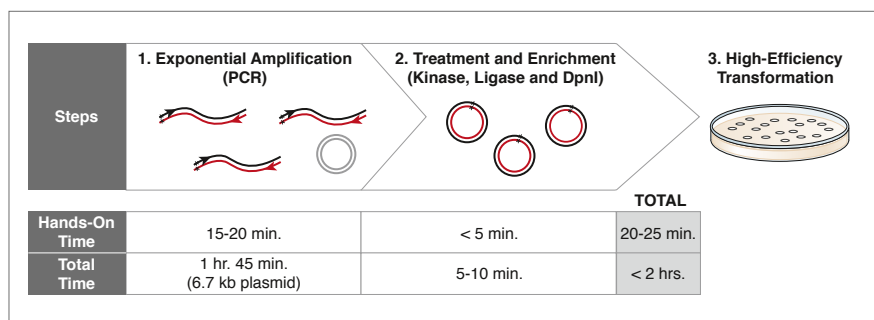 Steps
1. Exponential Amplification
(PCR)
2. Treatment and Enrichment
(Kinase, Ligase and DpnI)
3. High-Efficiency
Transformation
TOTAL
Hands-On
Time
15-20 min.
< 5 min.
20-25 min.
Total
Time
1 hr. 45 min.
(6.7 kb plasmid)
5-10 min.
< 2 hrs.